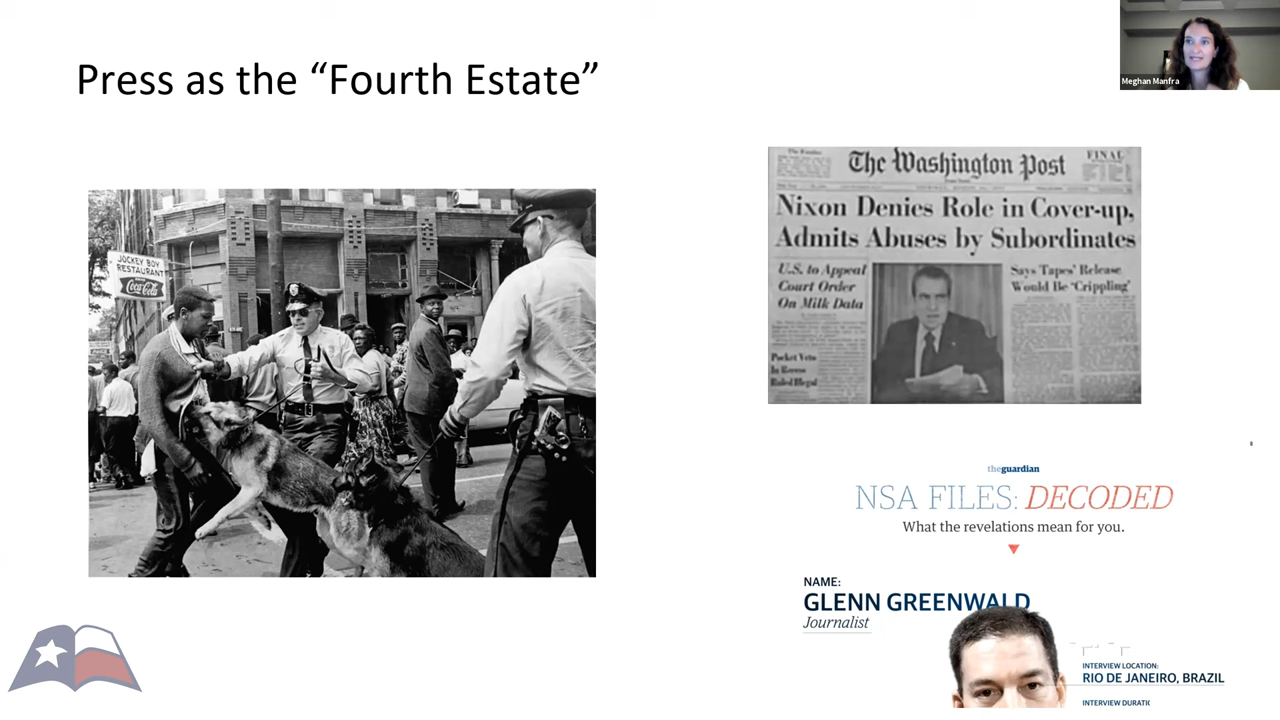 Press as the “Fourth Estate”
Meghan Manfra
JOCKEY BOY
RESTAURANT
Coca-Cola
The Washington Post
FINAL
Nixon Denies Role in Cover-up,
Admits Abuses by Subordinates
U.S. to Appeal
Court Order
On Milk Data
Says Tapes' Release
Would Be 'Crippling'
Pocket Veto
In Recess
Ruled Illegal
theguardian
NSA FILES: DECODED
What the revelations mean for you.
NAME:
GLENN GREENWALD
Journalist
INTERVIEW LOCATION:
RIO DE JANEIRO, BRAZIL
INTERVIEW